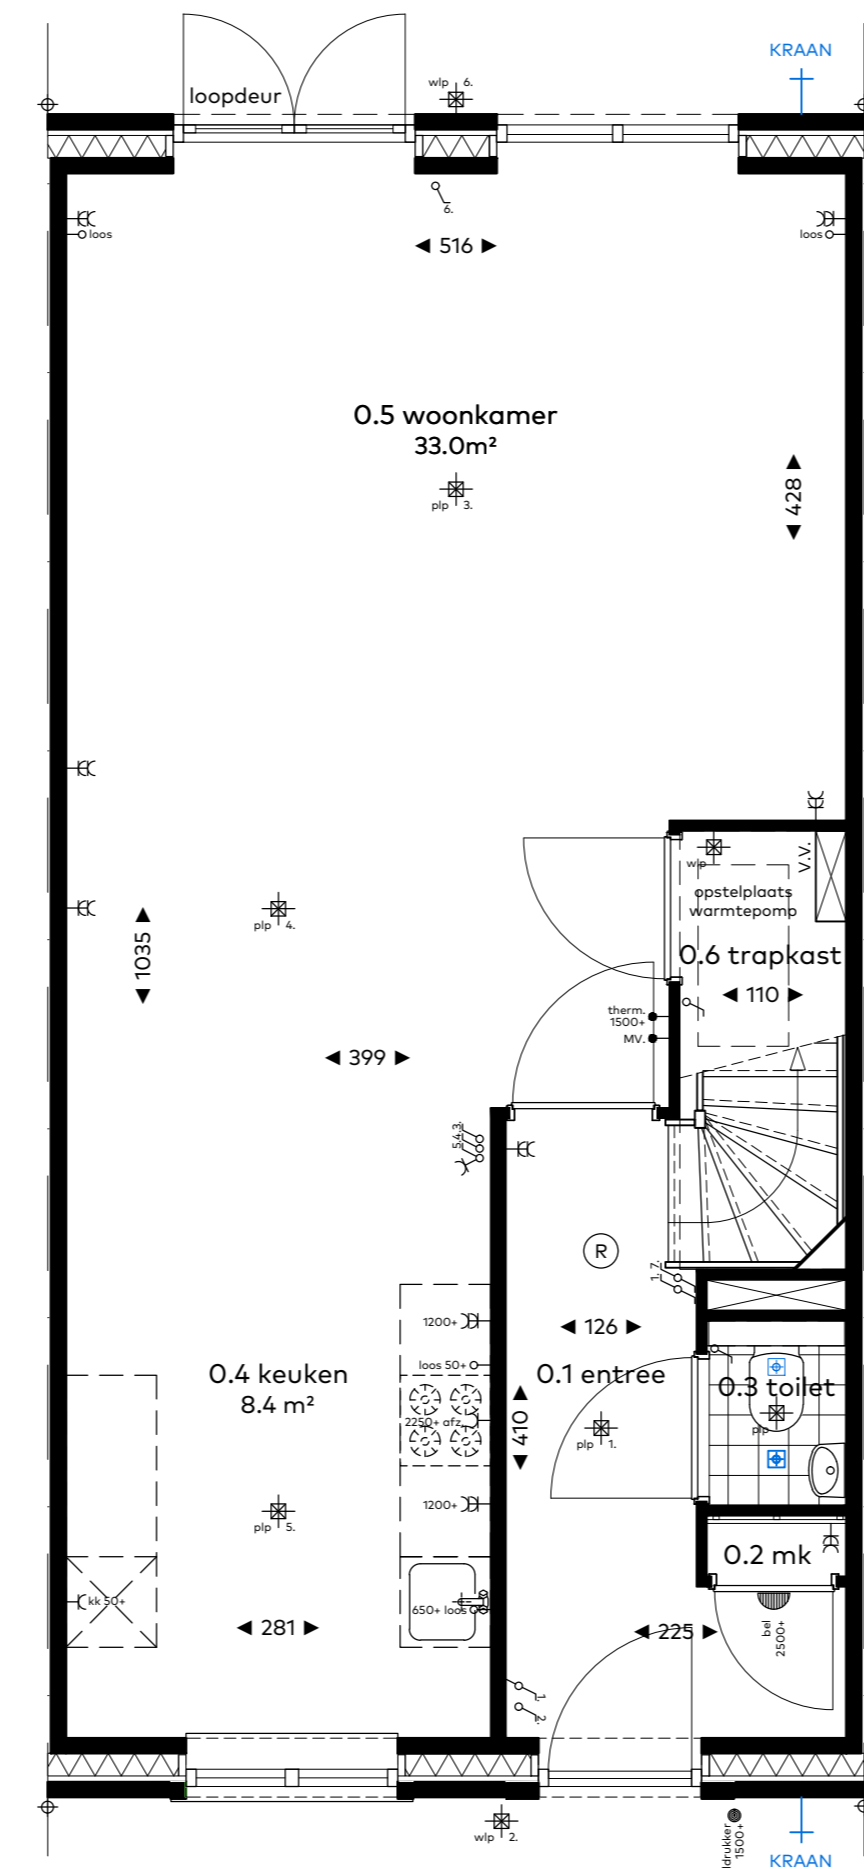 KRAAN
wlp 6.
loopdeur
6.
loos
loos
516
0.5 woonkamer
33.0m²
428
plp 3.
V.V.
wlp
opstelplaats
warmtepomp
plp 4.
1035
0.6 trapkast
110
therm.
1500+
MV.
399
5.4.3.
R
1. 7.
1200+
126
loos 50+
0.4 keuken
8.4 m²
0.1 entree
0.3 toilet
2250+ afz.
410
plp 1.
plp
1200+
plp 5.
0.2 mk
kk 50+
650+ loos
281
225
bel
2500+
1.
2.
wlp 2.
ldrukker
1500+
KRAAN